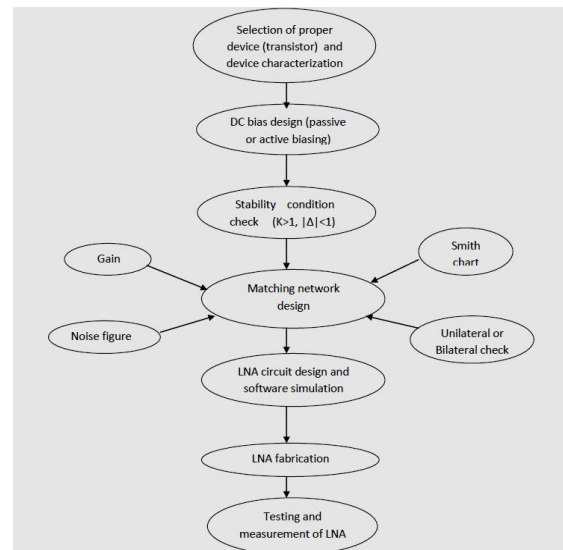 Selection of proper
device (transistor) and
device characterization
DC bias design (passive
or active biasing)
Stability condition
check (K>1, |Δ|<1)
Gain
Smith
chart
Matching network
design
Noise figure
Unilateral or
Bilateral check
LNA circuit design and
software simulation
LNA fabrication
Testing and
measurement of LNA